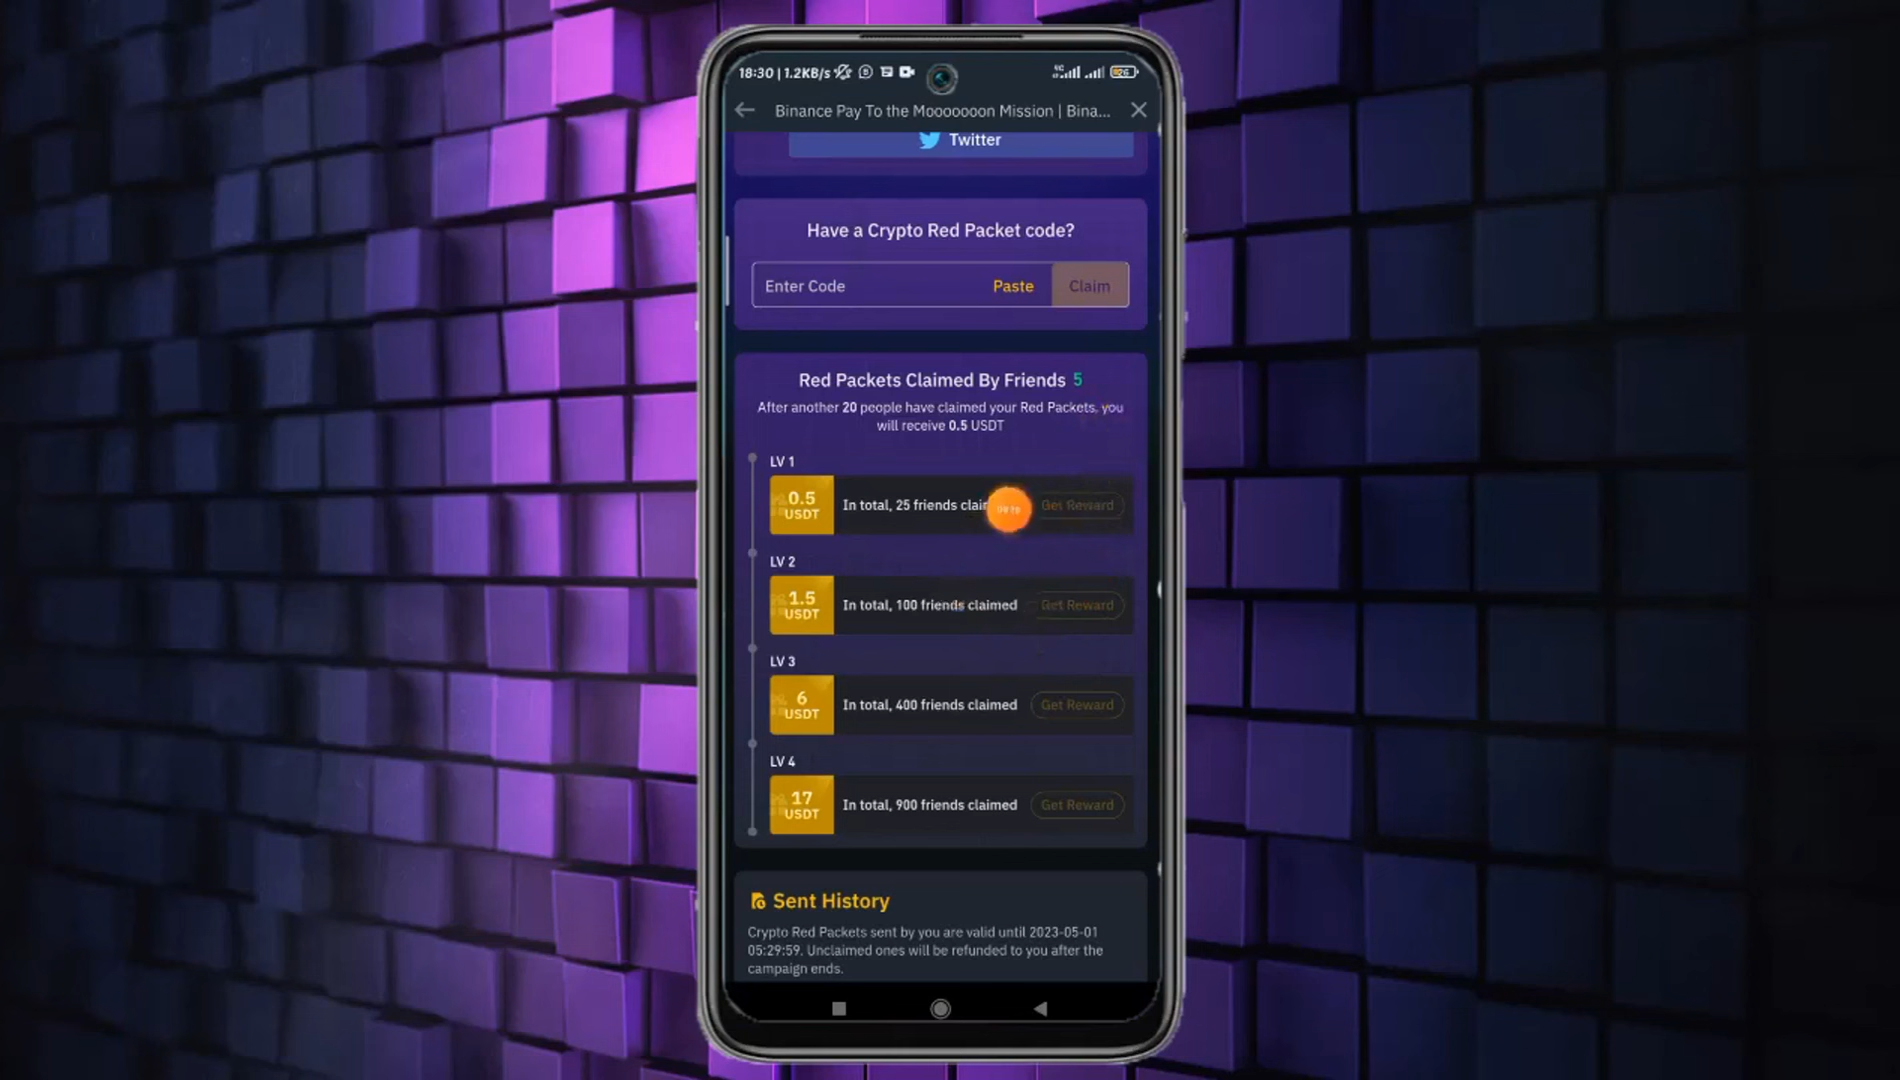 18:30 | 1.2KB/s
Binance Pay To the Mooooooon Mission | Bina...
Twitter
Have a Crypto Red Packet code?
Enter Code Paste Claim
Red Packets Claimed By Friends 5
After another 20 people have claimed your Red Packets, you
will receive 0.5 USDT
LV 1
0.5
USDT
In total, 25 friends clai
Get Reward
LV 2
1.5
USDT
In total, 100 friends claimed
Get Reward
LV 3
6
USDT
In total, 400 friends claimed
Get Reward
LV 4
17
USDT
In total, 900 friends claimed
Get Reward
Sent History
Crypto Red Packets sent by you are valid until 2023-05-01
05:29:59. Unclaimed ones will be refunded to you after the
campaign ends.